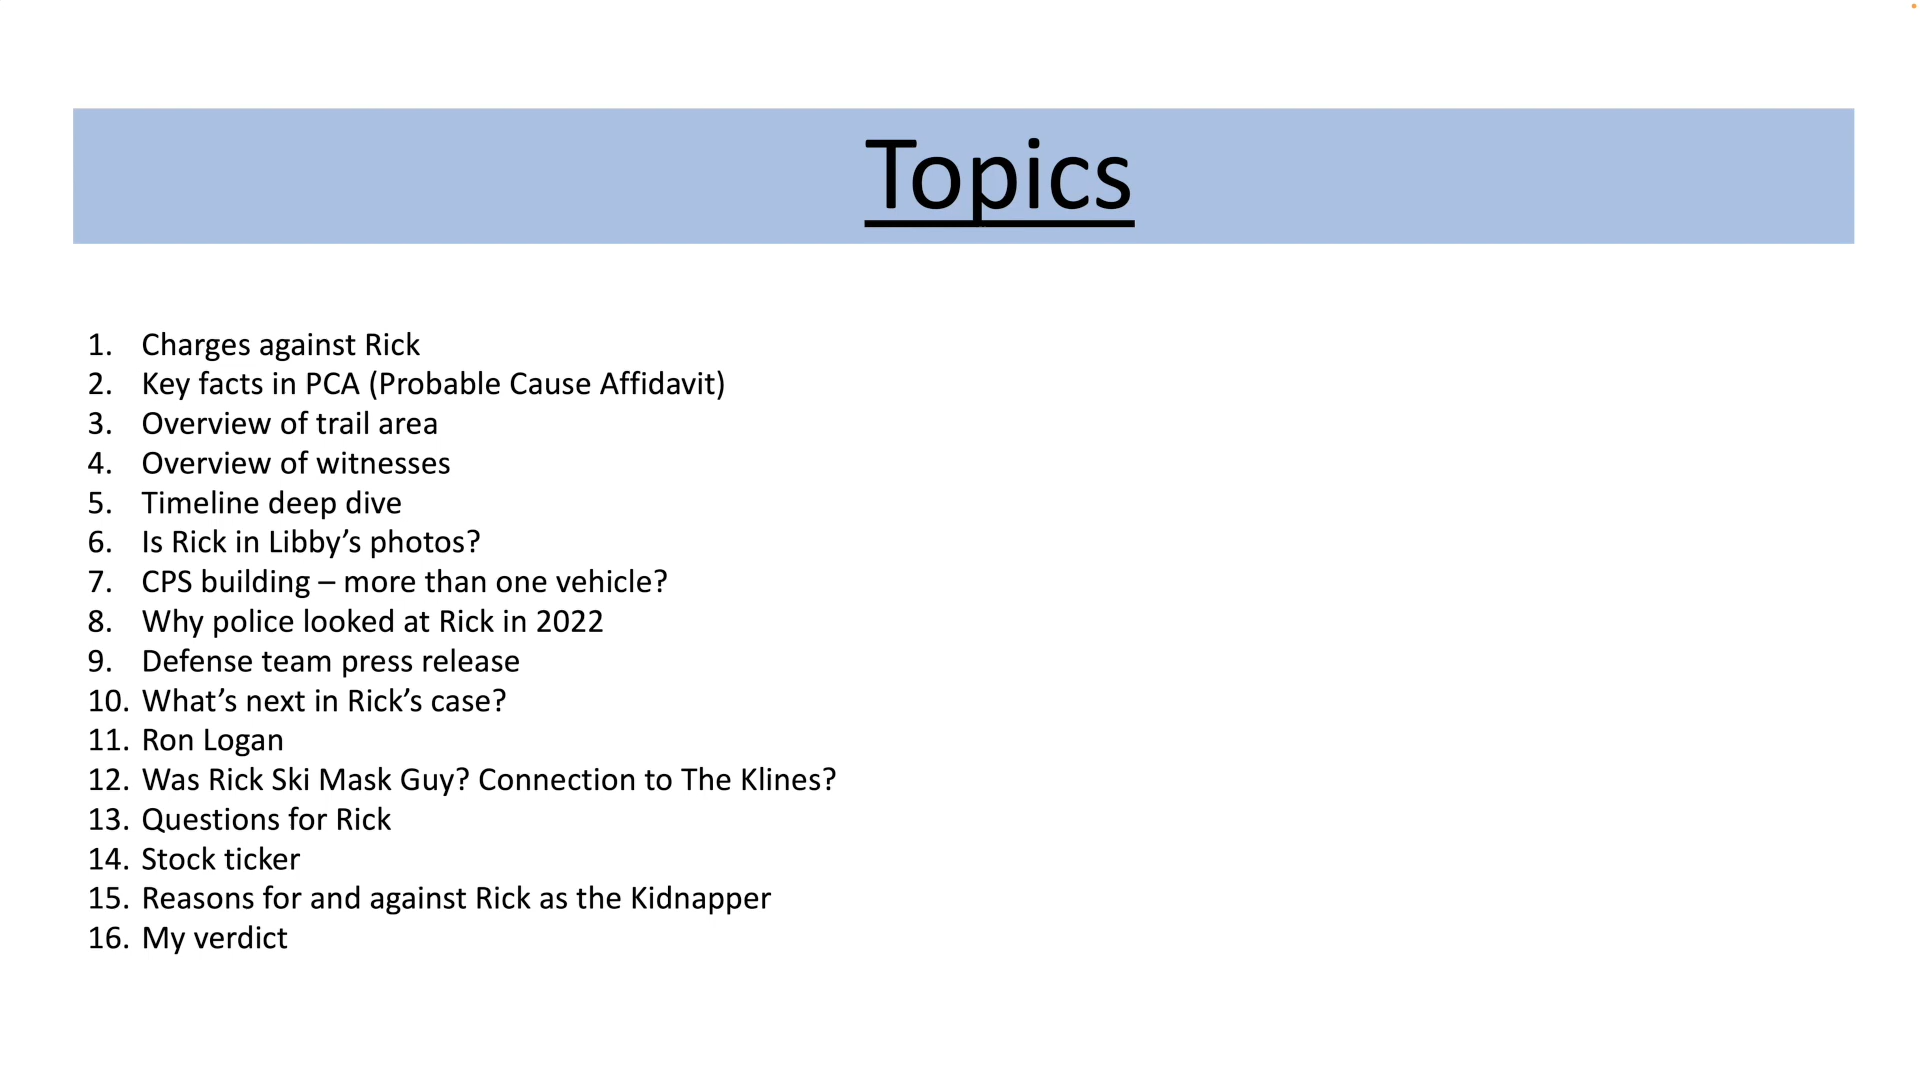 Topics
1. Charges against Rick
2. Key facts in PCA (Probable Cause Affidavit)
3. Overview of trail area
4. Overview of witnesses
5. Timeline deep dive
6. Is Rick in Libby’s photos?
7. CPS building – more than one vehicle?
8. Why police looked at Rick in 2022
9. Defense team press release
10. What’s next in Rick’s case?
11. Ron Logan
12. Was Rick Ski Mask Guy? Connection to The Klines?
13. Questions for Rick
14. Stock ticker
15. Reasons for and against Rick as the Kidnapper
16. My verdict